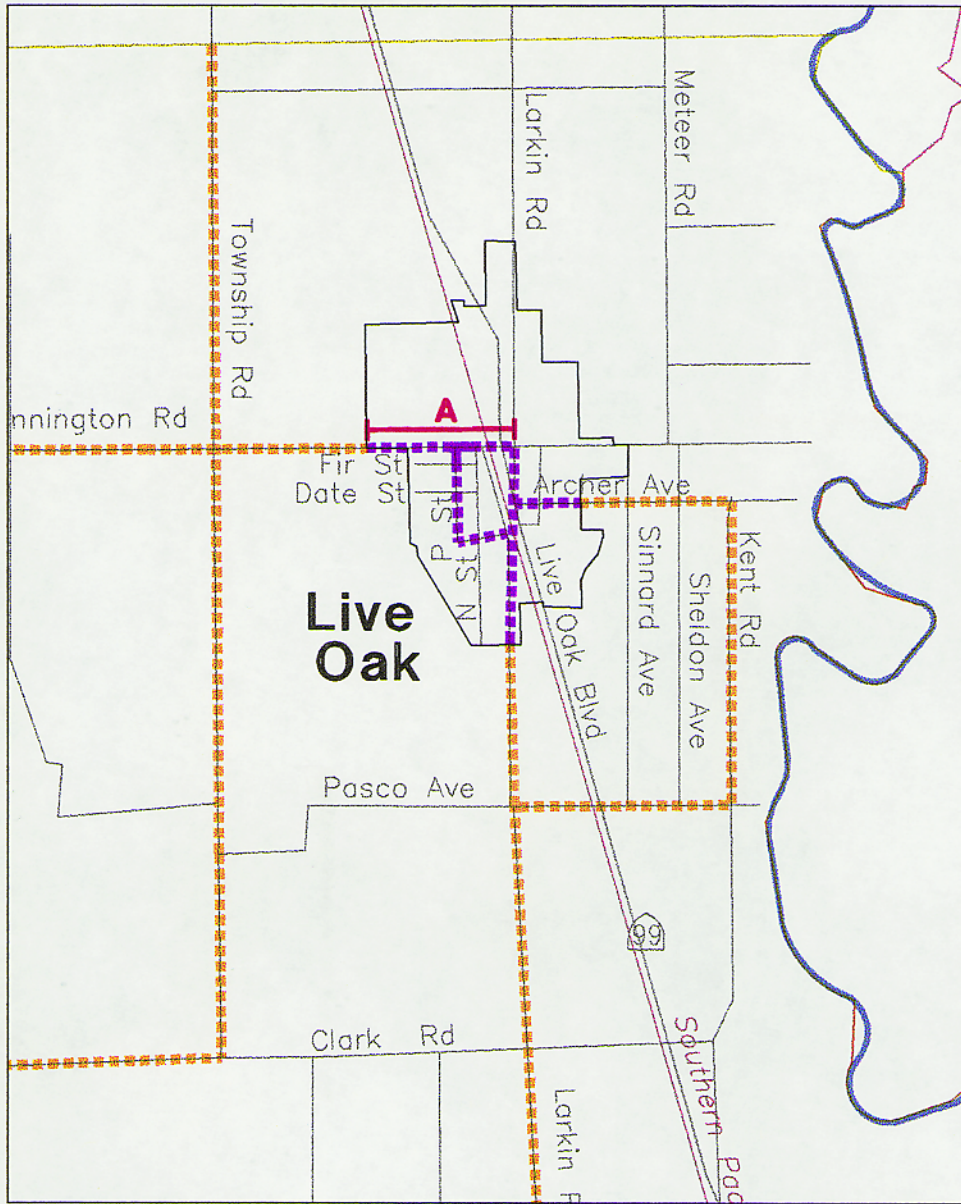 Meteer Rd
Larkin Rd
Township Rd
A
nnington Rd
Fir St
Date St
Archer Ave
P St
N St
Live Oak Blvd
Sinnard Ave
Sheldon Ave
Kent Rd
Live
Oak
Pasco Ave
99
Clark Rd
Southern Pac
Larkin R